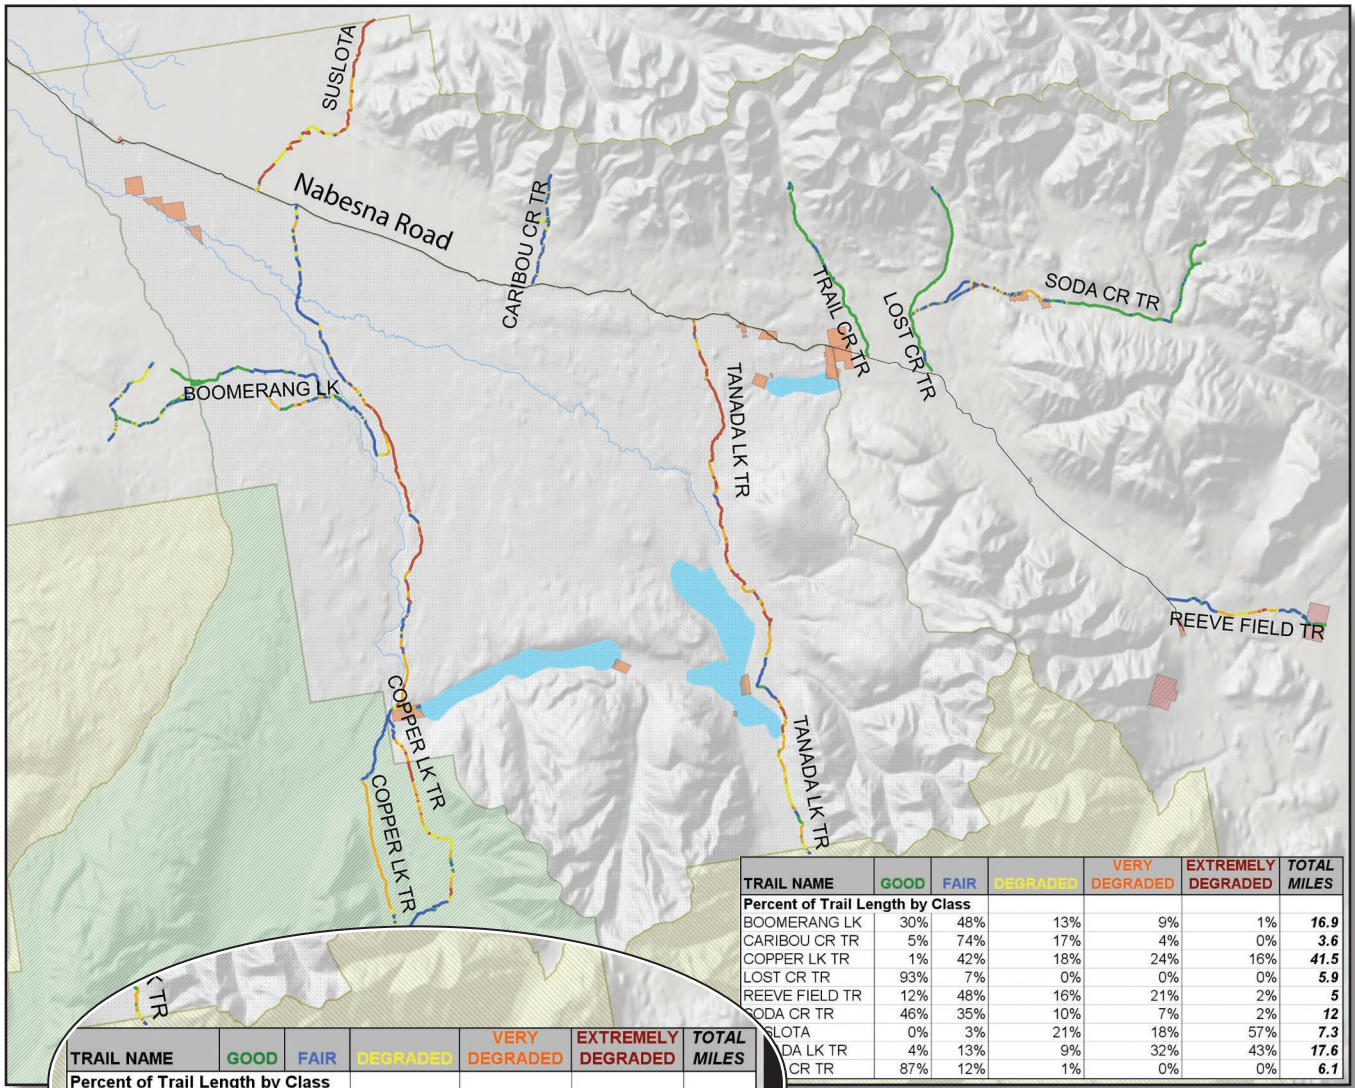 SUSLOTA
Nabesna Road
CARIBOU CR TR
TRAIL CR TR
LOST CR TR
SODA CR TR
BOOMERANG LK
TANADA LK TR
REEVE FIELD TR
COPPER LK TR
COPPER LK TR
TANADA LK TR
TRAIL NAME GOOD FAIR DEGRADED VERY DEGRADED EXTREMELY DEGRADED TOTAL MILES
Percent of Trail Length by Class
BOOMERANG LK 30% 48% 13% 9% 1% 16.9
CARIBOU CR TR 5% 74% 17% 4% 0% 3.6
COPPER LK TR 1% 42% 18% 24% 16% 41.5
LOST CR TR 93% 7% 0% 0% 0% 5.9
REEVE FIELD TR 12% 48% 16% 21% 2% 5
SODA CR TR 46% 35% 10% 7% 2% 12
SLOTA 0% 3% 21% 18% 57% 7.3
DA LK TR 4% 13% 9% 32% 43% 17.6
CR TR 87% 12% 1% 0% 0% 6.1
K TR
TRAIL NAME GOOD FAIR DEGRADED VERY DEGRADED EXTREMELY DEGRADED TOTAL MILES
Percent of Trail Length by Class